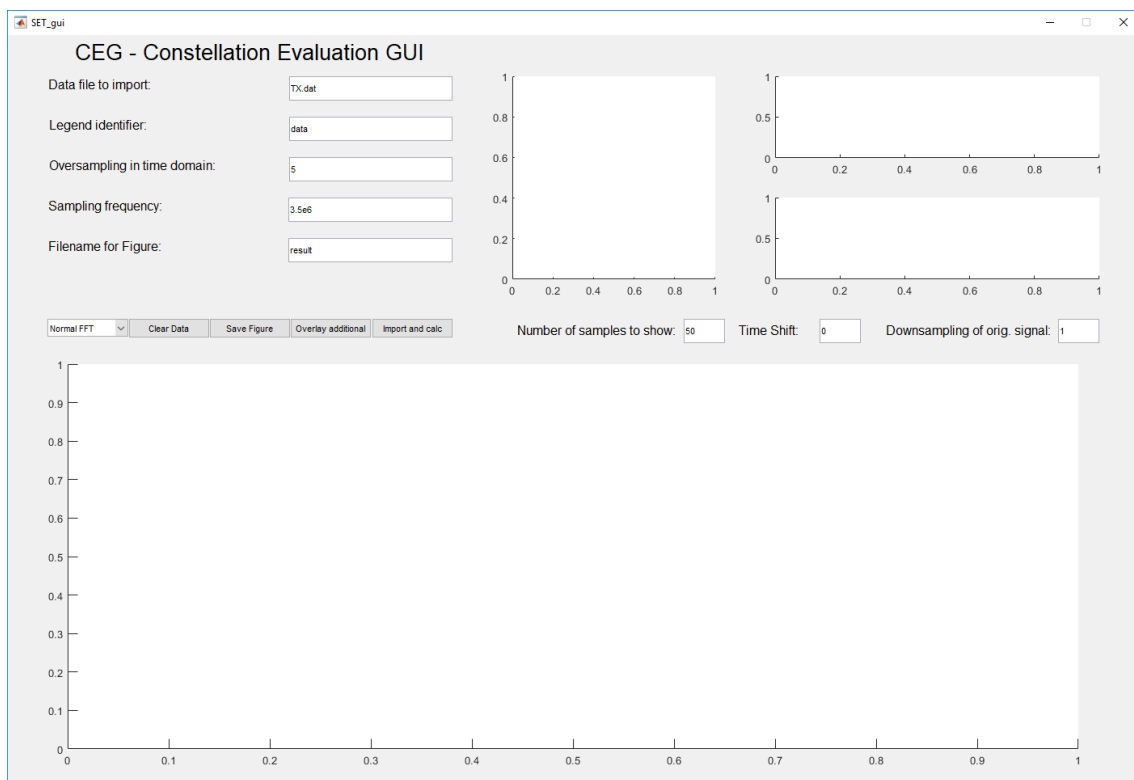 SET_gui
CEG - Constellation Evaluation GUI
Data file to import: TX.dat
Legend identifier: data
Oversampling in time domain: 5
Sampling frequency: 3.5e6
Filename for Figure: result
1
0.8
0.6
0.4
0.2
0
0 0.2 0.4 0.6 0.8 1
1
0.5
0
0 0.2 0.4 0.6 0.8 1
1
0.5
0
0 0.2 0.4 0.6 0.8 1
Normal FFT Clear Data Save Figure Overlay additional Import and calc
Number of samples to show: 50 Time Shift: 0 Downsampling of orig. signal: 1
1
0.9
0.8
0.7
0.6
0.5
0.4
0.3
0.2
0.1
0
0 0.1 0.2 0.3 0.4 0.5 0.6 0.7 0.8 0.9 1